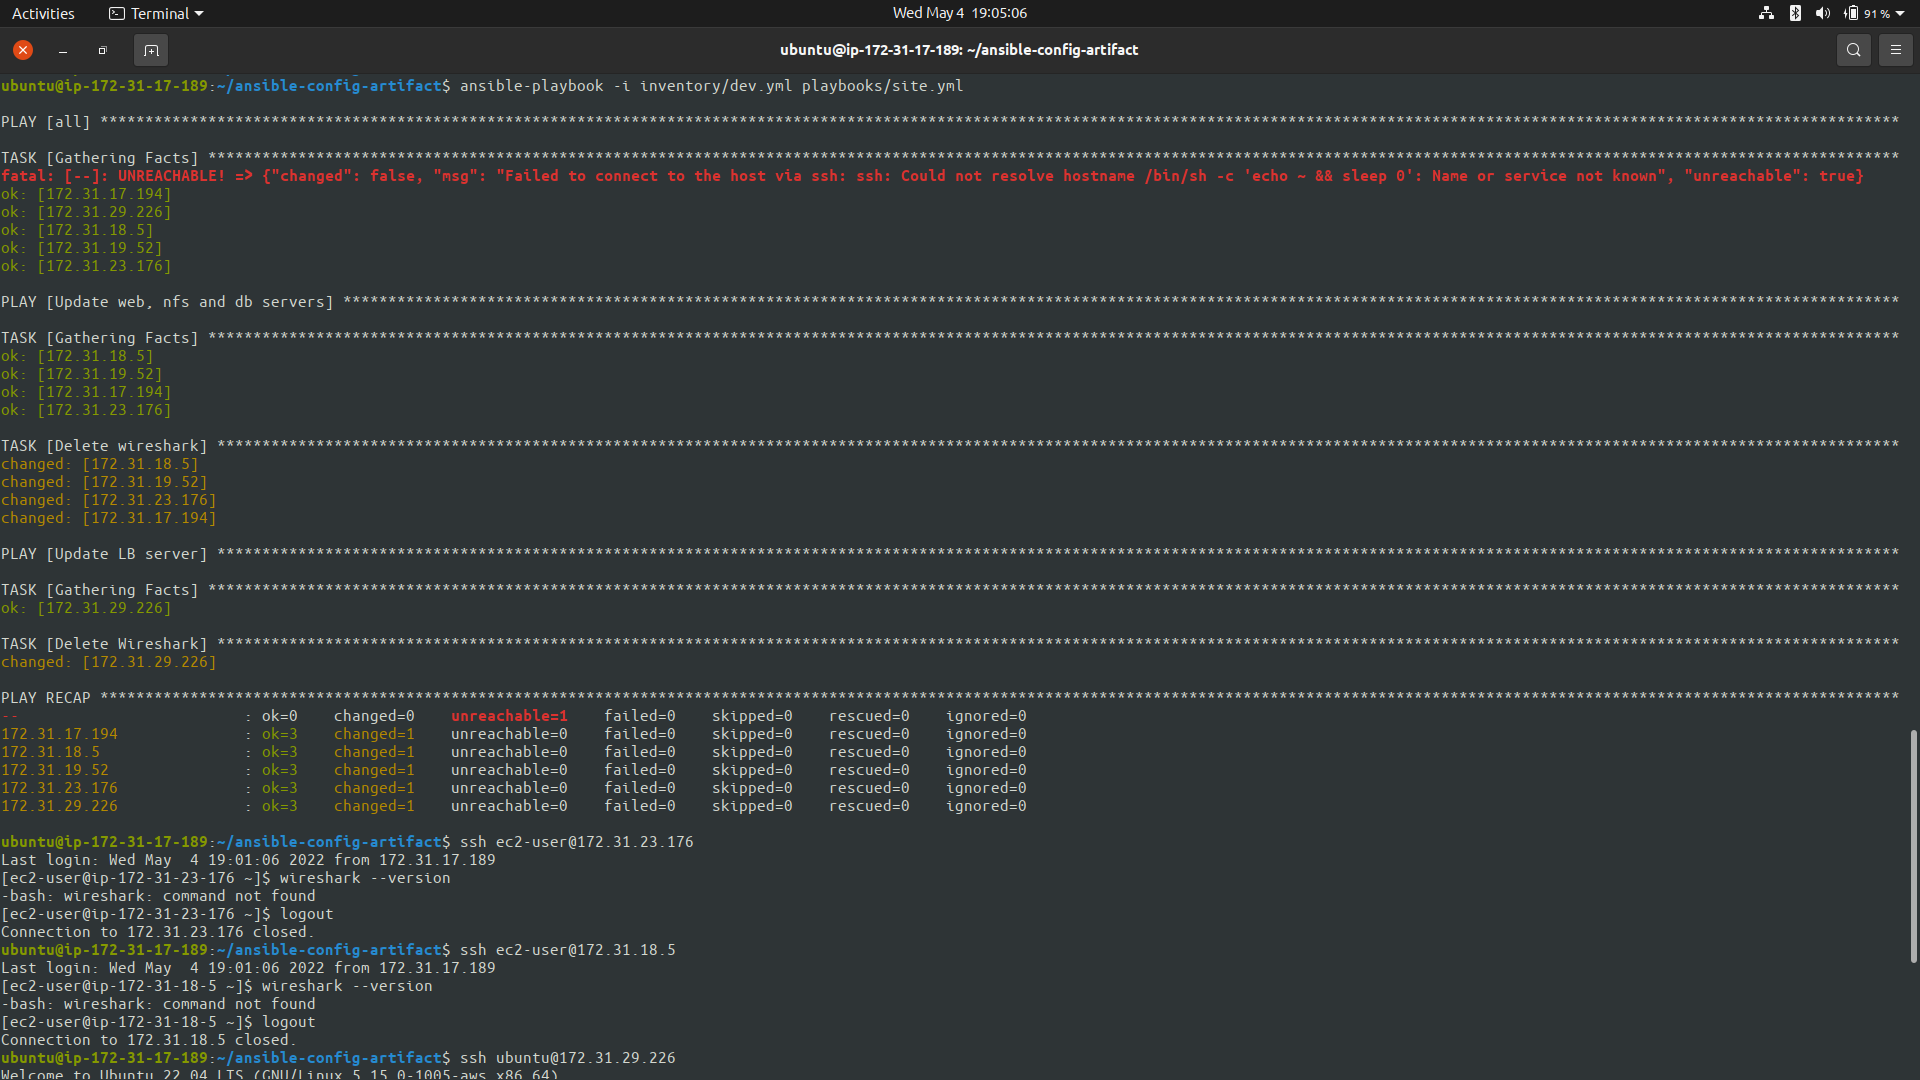 Activities
Terminal
Wed May 4 19:05:06
91 %
ubuntu@ip-172-31-17-189: ~/ansible-config-artifact
ubuntu@ip-172-31-17-189:~/ansible-config-artifact$ ansible-playbook -i inventory/dev.yml playbooks/site.yml
PLAY [all] ****
TASK [Gathering Facts] ****
fatal: [--]: UNREACHABLE! => {"changed": false, "msg": "Failed to connect to the host via ssh: ssh: Could not resolve hostname /bin/sh -c 'echo ~ && sleep 0': Name or service not known", "unreachable": true}
ok: [172.31.17.194]
ok: [172.31.29.226]
ok: [172.31.18.5]
ok: [172.31.19.52]
ok: [172.31.23.176]
PLAY [Update web, nfs and db servers] ****
TASK [Gathering Facts] ****
ok: [172.31.18.5]
ok: [172.31.19.52]
ok: [172.31.17.194]
ok: [172.31.23.176]
TASK [Delete wireshark] ****
changed: [172.31.18.5]
changed: [172.31.19.52]
changed: [172.31.23.176]
changed: [172.31.17.194]
PLAY [Update LB server] ****
TASK [Gathering Facts] ****
ok: [172.31.29.226]
TASK [Delete Wireshark] ****
changed: [172.31.29.226]
PLAY RECAP ****
-- : ok=0 changed=0 unreachable=1 failed=0 skipped=0 rescued=0 ignored=0
172.31.17.194 : ok=3 changed=1 unreachable=0 failed=0 skipped=0 rescued=0 ignored=0
172.31.18.5 : ok=3 changed=1 unreachable=0 failed=0 skipped=0 rescued=0 ignored=0
172.31.19.52 : ok=3 changed=1 unreachable=0 failed=0 skipped=0 rescued=0 ignored=0
172.31.23.176 : ok=3 changed=1 unreachable=0 failed=0 skipped=0 rescued=0 ignored=0
172.31.29.226 : ok=3 changed=1 unreachable=0 failed=0 skipped=0 rescued=0 ignored=0
ubuntu@ip-172-31-17-189:~/ansible-config-artifact$ ssh ec2-user@172.31.23.176
Last login: Wed May  4 19:01:06 2022 from 172.31.17.189
[ec2-user@ip-172-31-23-176 ~]$ wireshark --version
-bash: wireshark: command not found
[ec2-user@ip-172-31-23-176 ~]$ logout
Connection to 172.31.23.176 closed.
ubuntu@ip-172-31-17-189:~/ansible-config-artifact$ ssh ec2-user@172.31.18.5
Last login: Wed May  4 19:01:06 2022 from 172.31.17.189
[ec2-user@ip-172-31-18-5 ~]$ wireshark --version
-bash: wireshark: command not found
[ec2-user@ip-172-31-18-5 ~]$ logout
Connection to 172.31.18.5 closed.
ubuntu@ip-172-31-17-189:~/ansible-config-artifact$ ssh ubuntu@172.31.29.226
Welcome to Ubuntu 22.04 LTS (GNU/Linux 5.15.0-1005-aws x86_64)